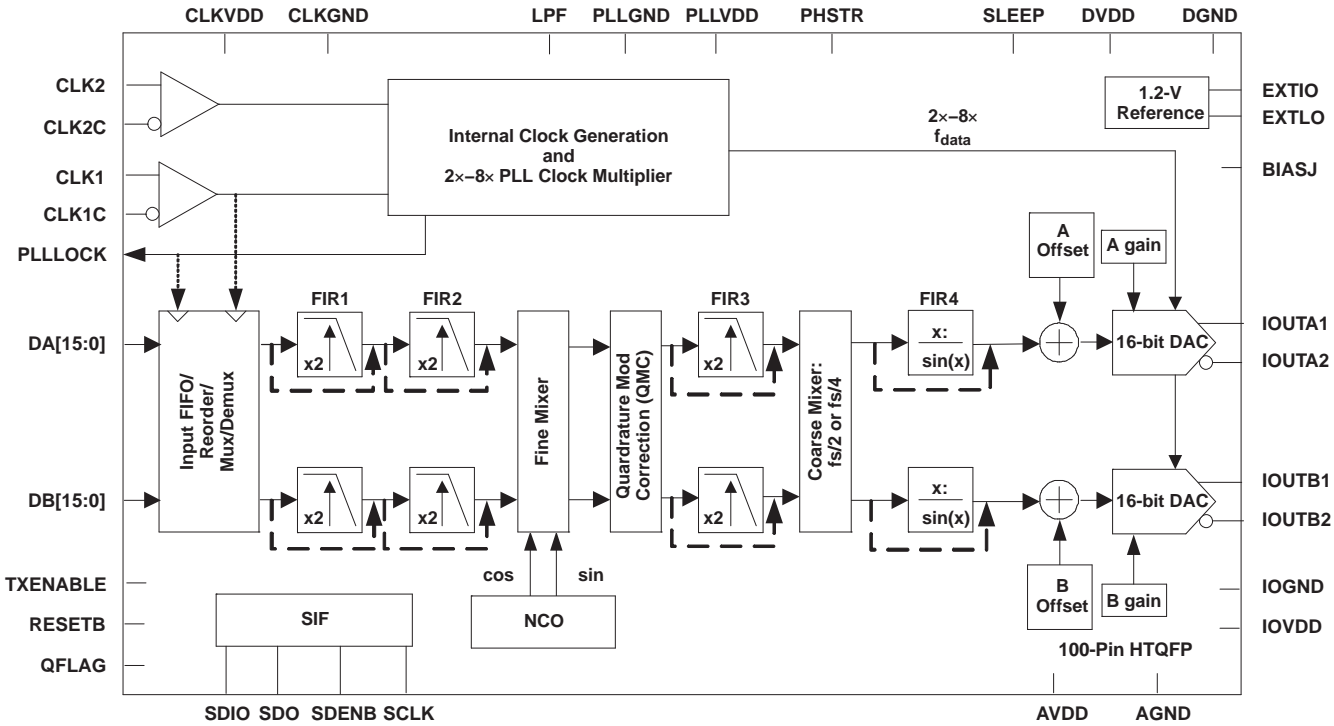 CLKVDD CLKGND LPF PLLGND PLLVDD PHSTR SLEEP DVDD DGND
CLK2
CLK2C
CLK1
CLK1C
PLLLOCK
Internal Clock Generation
and
2×–8× PLL Clock Multiplier
2×–8×
fdata
1.2-V
Reference
EXTIO
EXTLO
BIASJ
A
Offset
A gain
FIR1
FIR2
FIR3
FIR4
DA[15:0]
x2
x2
x2
x:
sin(x)
16-bit DAC
IOUTA1
IOUTA2
Input FIFO/
Reorder/
Mux/Demux
Fine Mixer
Quardrature Mod
Correction (QMC)
Coarse Mixer:
fs/2 or fs/4
DB[15:0]
x2
x2
x2
x:
sin(x)
16-bit DAC
IOUTB1
IOUTB2
cos
sin
NCO
B
Offset
B gain
TXENABLE
RESETB
QFLAG
SIF
IOGND
IOVDD
100-Pin HTQFP
SDIO SDO SDENB SCLK AVDD AGND